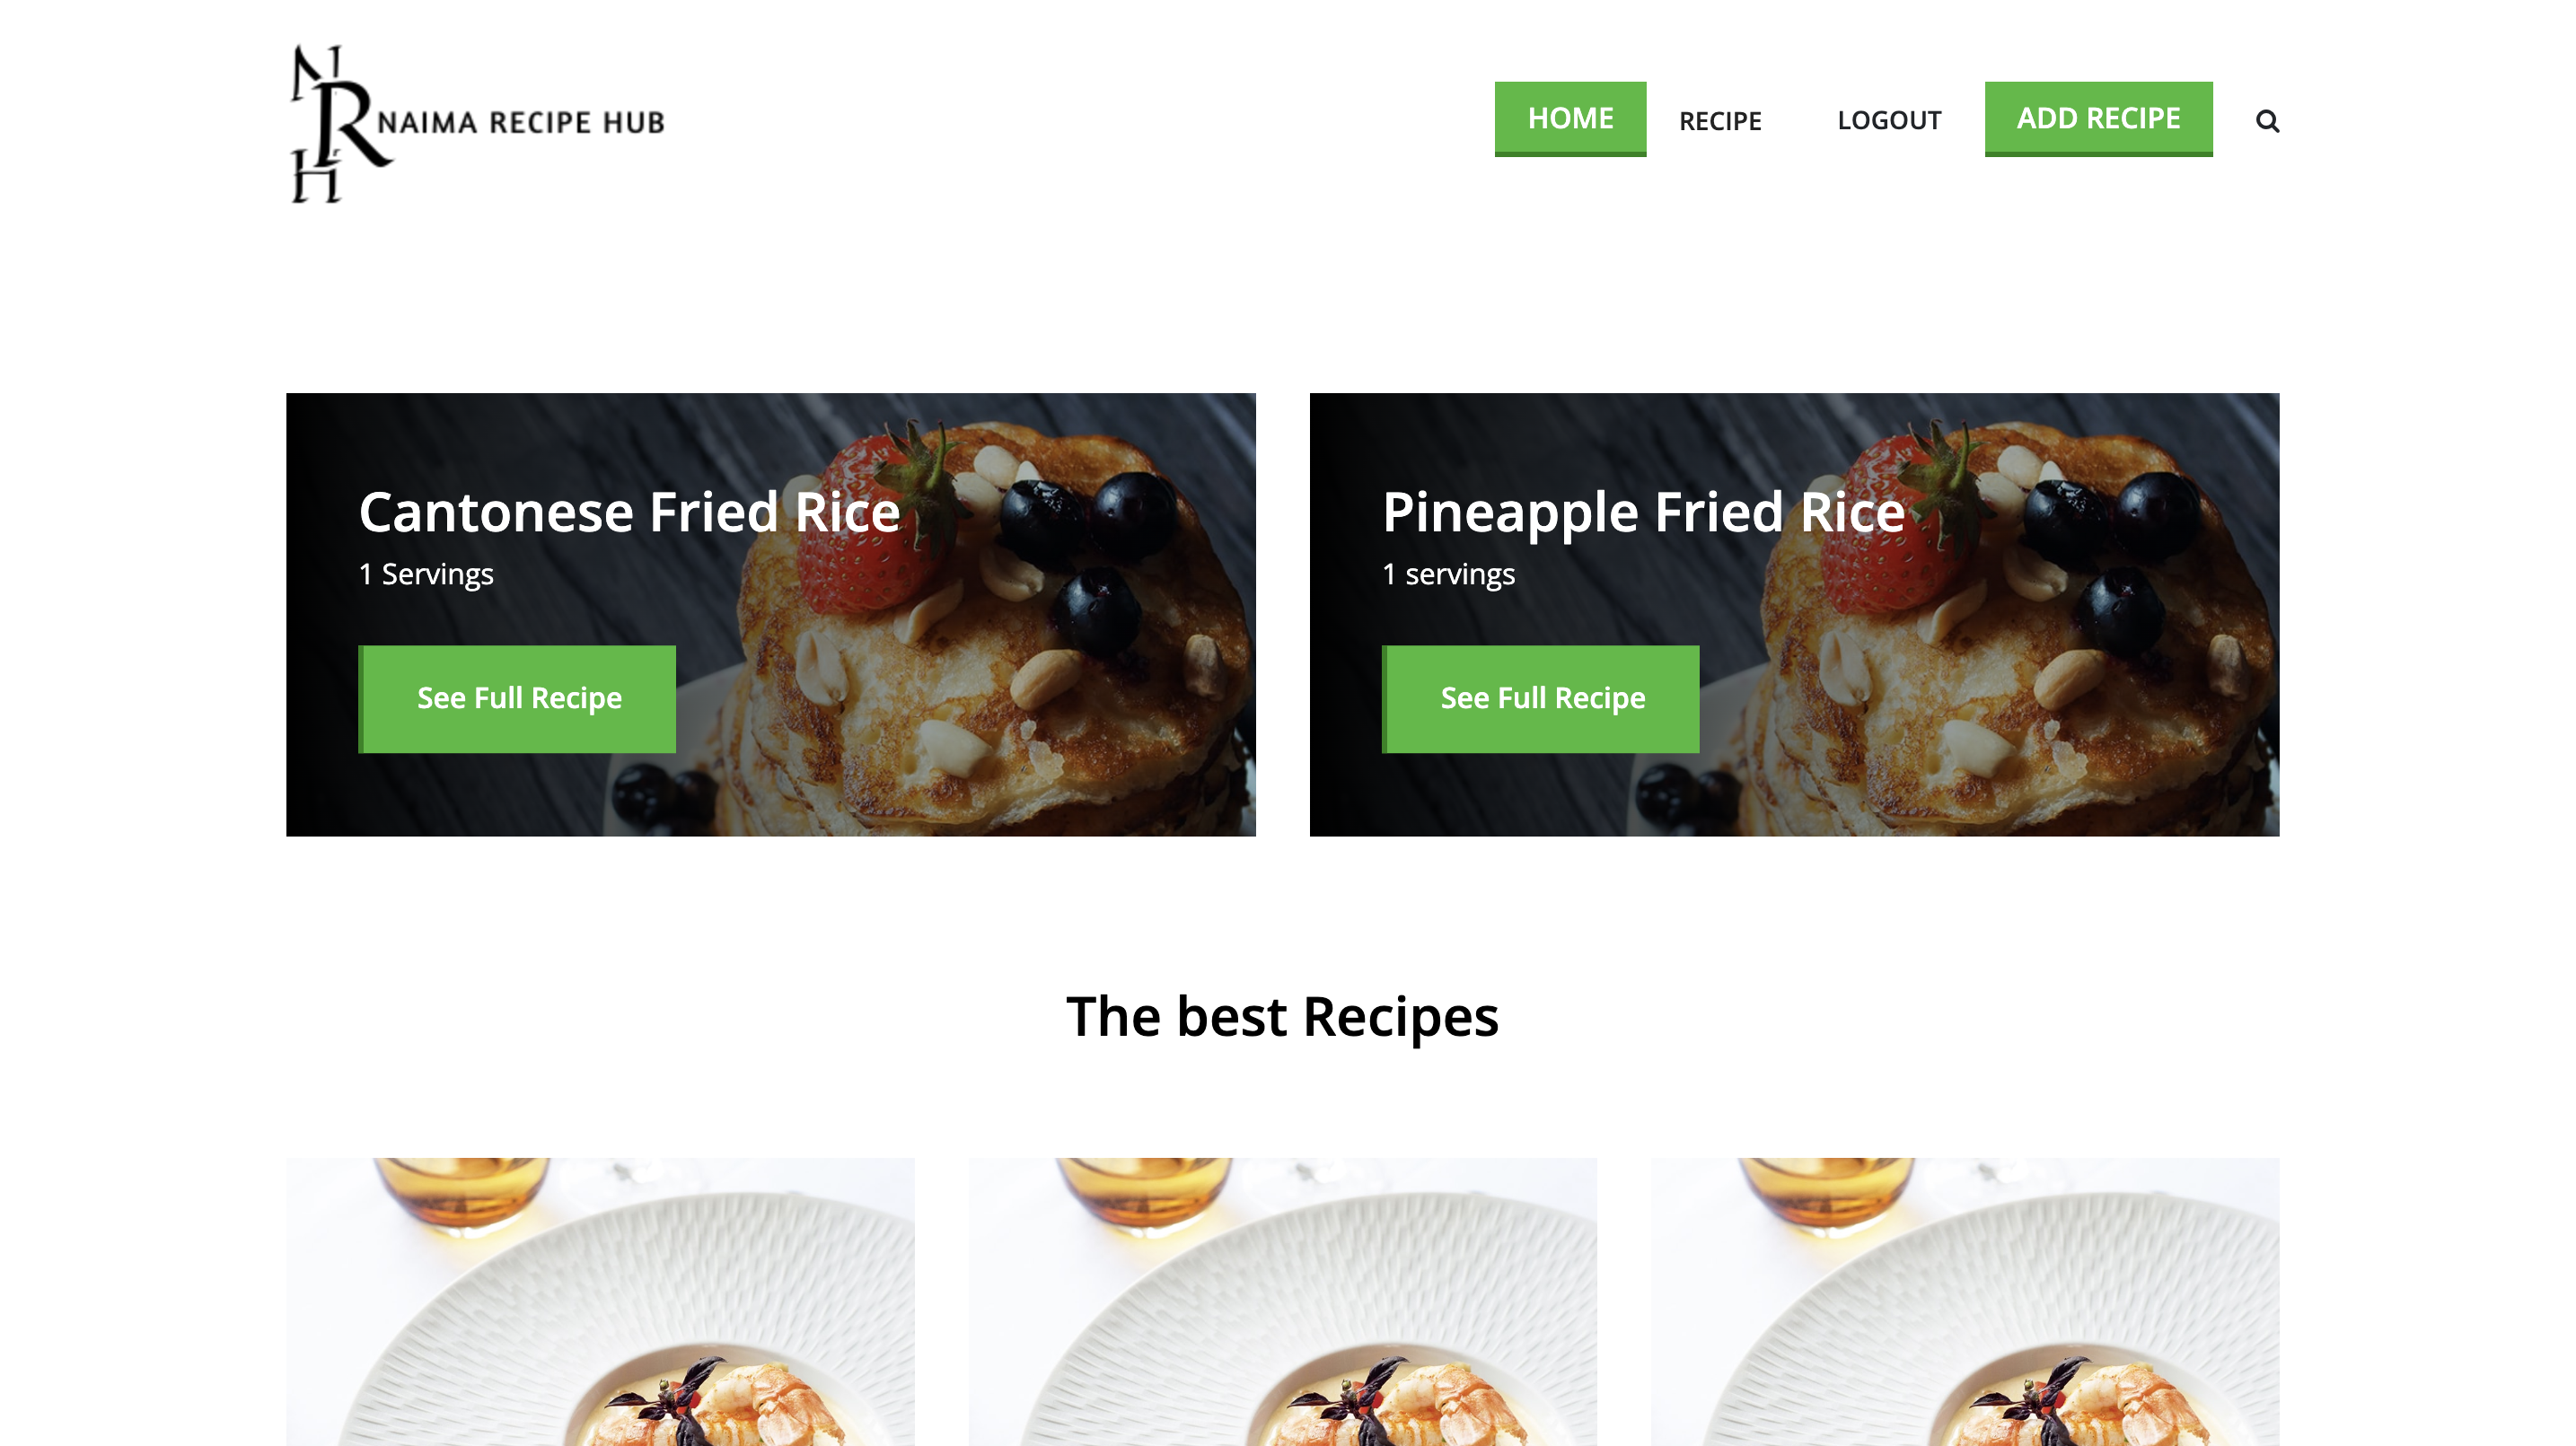 NRH
NAIMA RECIPE HUB
HOME
RECIPE
LOGOUT
ADD RECIPE
Cantonese Fried Rice
1 Servings
See Full Recipe
Pineapple Fried Rice
1 servings
See Full Recipe
The best Recipes